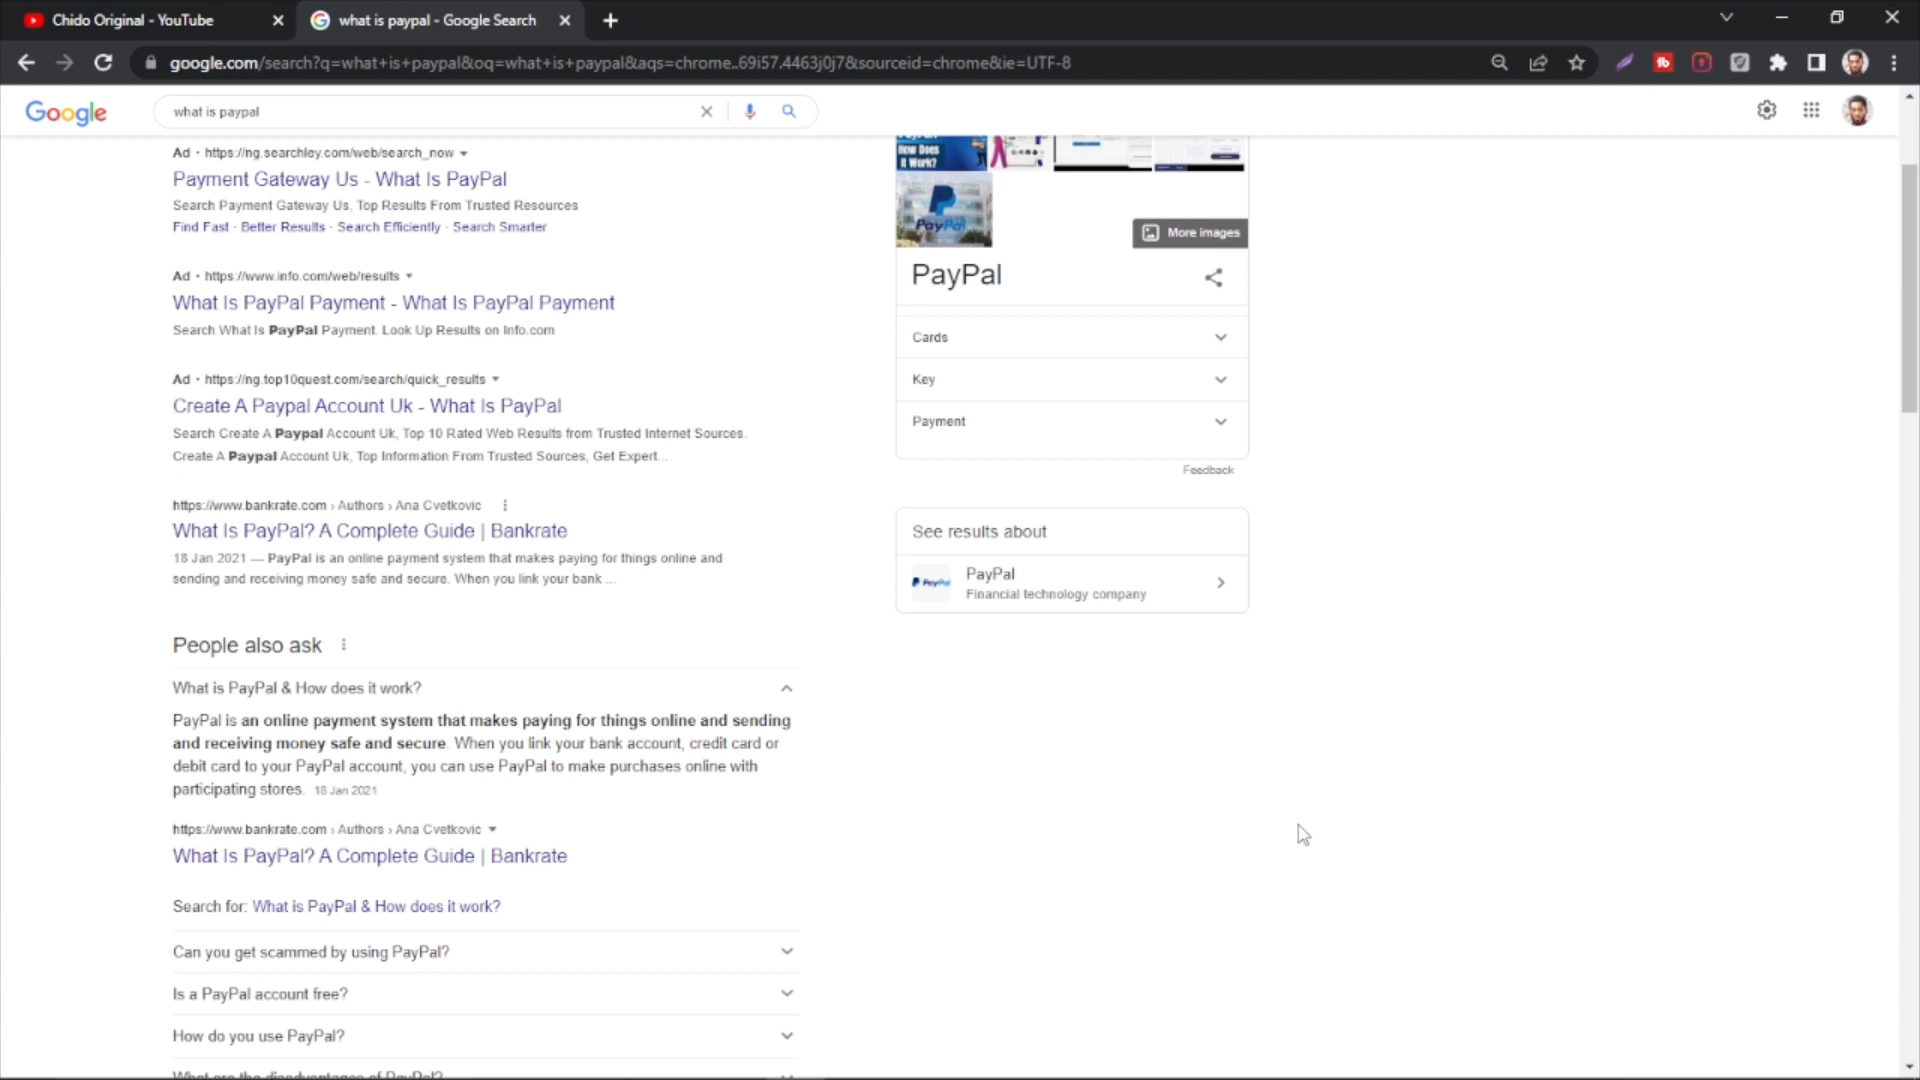 Chido Original - YouTube
what is paypal - Google Search
google.com/search?q=what+is+paypal&oq=what+is+paypal&aqs=chrome..69i57.4463j0j7&sourceid=chrome&ie=UTF-8
Google
what is paypal
Ad · https://ng.searchley.com/web/search_now
Payment Gateway Us - What Is PayPal
Search Payment Gateway Us, Top Results From Trusted Resources
Find Fast · Better Results · Search Efficiently · Search Smarter
Ad · https://www.info.com/web/results
What Is PayPal Payment - What Is PayPal Payment
Search What Is PayPal Payment. Look Up Results on Info.com
Ad · https://ng.top10quest.com/search/quick_results
Create A Paypal Account Uk - What Is PayPal
Search Create A Paypal Account Uk, Top 10 Rated Web Results from Trusted Internet Sources.
Create A Paypal Account Uk, Top Information From Trusted Sources, Get Expert...
https://www.bankrate.com › Authors › Ana Cvetkovic
What Is PayPal? A Complete Guide | Bankrate
18 Jan 2021 — PayPal is an online payment system that makes paying for things online and
sending and receiving money safe and secure. When you link your bank ...
People also ask
What is PayPal & How does it work?
PayPal is an online payment system that makes paying for things online and sending
and receiving money safe and secure. When you link your bank account, credit card or
debit card to your PayPal account, you can use PayPal to make purchases online with
participating stores. 18 Jan 2021
https://www.bankrate.com › Authors › Ana Cvetkovic
What Is PayPal? A Complete Guide | Bankrate
Search for: What is PayPal & How does it work?
Can you get scammed by using PayPal?
Is a PayPal account free?
How do you use PayPal?
What are the disadvantages of PayPal?
How Does
It Work?
PayPal
More images
PayPal
Cards
Key
Payment
Feedback
See results about
PayPal
PayPal
Financial technology company